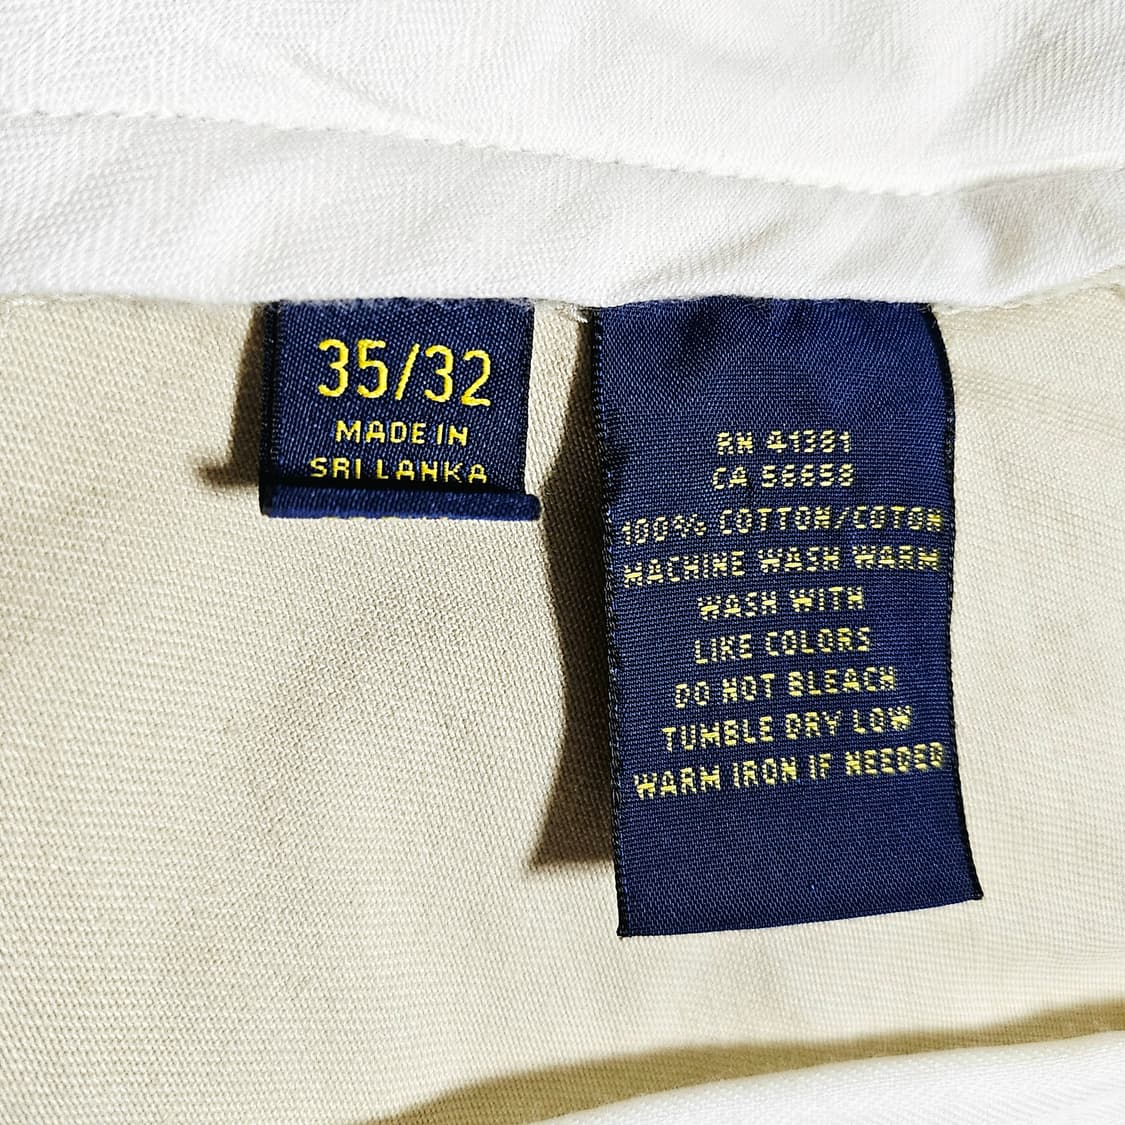 35/32
MADE IN
SRI LANKA
RN 41381
CA 56658
100% COTTON/COTON
MACHINE WASH WARM
WASH WITH
LIKE COLORS
DO NOT BLEACH
TUMBLE DRY LOW
WARM IRON IF NEEDED